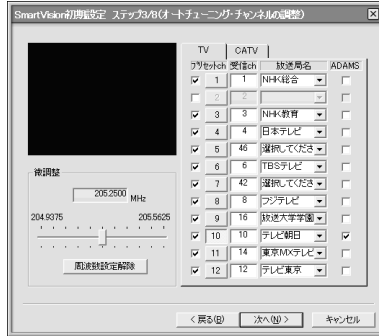 SmartVision初期設定 ステップ3/8(オートチューニング・チャンネルの調整)
TV CATV
プリセットch 受信ch 放送局名 ADAMS
1 1 NHK総合
2 2
3 3 NHK教育
4 4 日本テレビ
5 46 選択してくださ
6 6 TBSテレビ
7 42 選択してくださ
8 8 フジテレビ
9 16 放送大学学園
10 10 テレビ朝日
11 14 東京MXテレビ
12 12 テレビ東京
微調整
205.2500 MHz
204.9375 205.5625
周波数設定解除
< 戻る(B) 次へ(N) > キャンセル